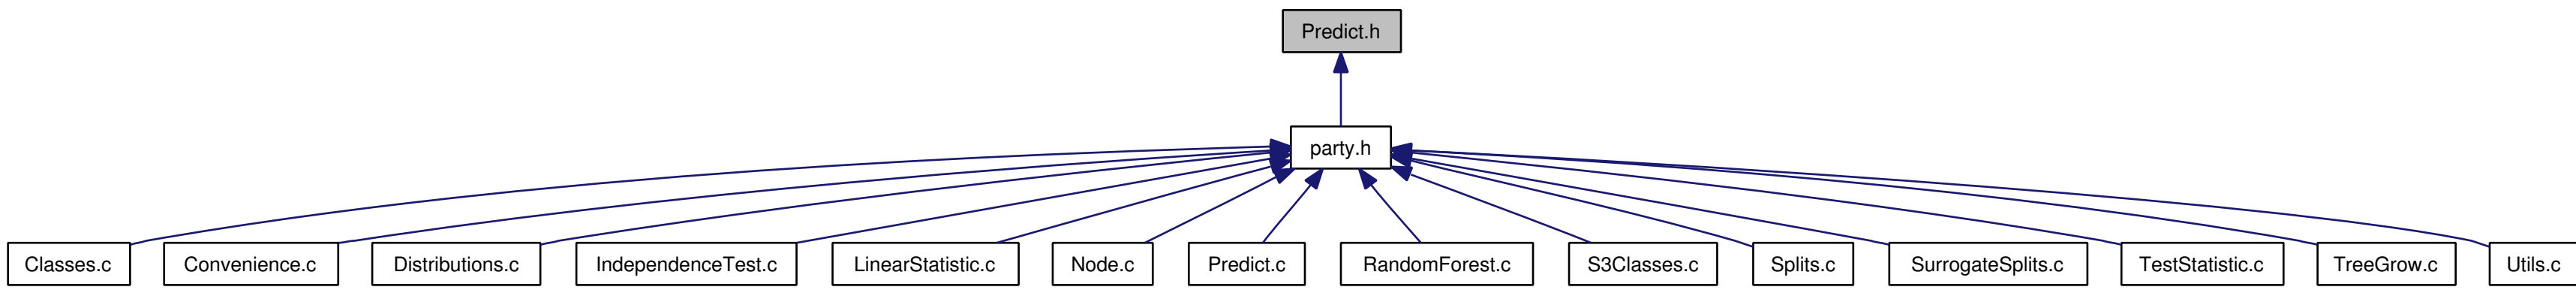 Predict.h
party.h
Classes.c
Convenience.c
Distributions.c
IndependenceTest.c
LinearStatistic.c
Node.c
Predict.c
RandomForest.c
S3Classes.c
Splits.c
SurrogateSplits.c
TestStatistic.c
TreeGrow.c
Utils.c